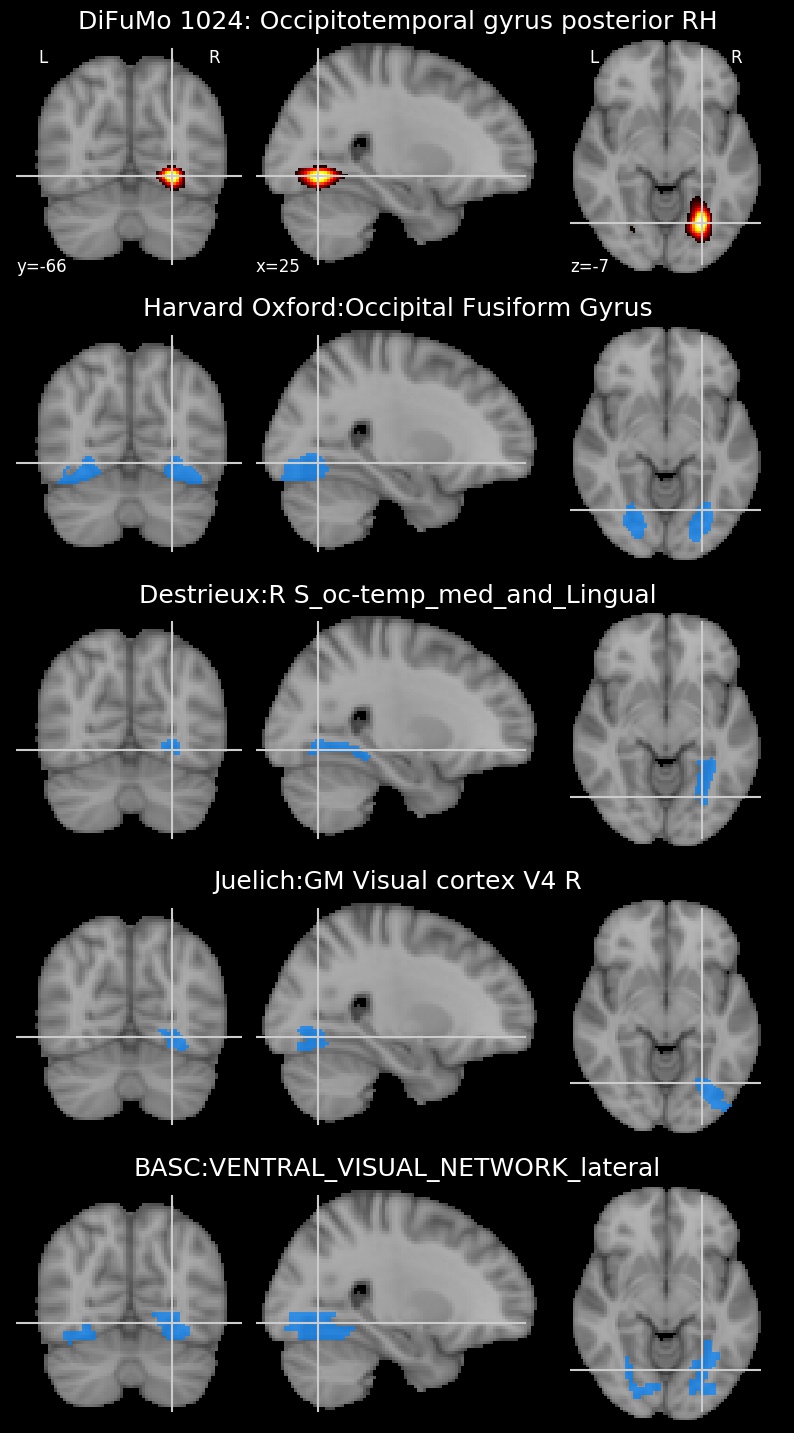 DiFuMo 1024: Occipitotemporal gyrus posterior RH
L R L R
y=-66 x=25 z=-7
Harvard Oxford:Occipital Fusiform Gyrus
Destrieux:R S_oc-temp_med_and_Lingual
Juelich:GM Visual cortex V4 R
BASC:VENTRAL_VISUAL_NETWORK_lateral